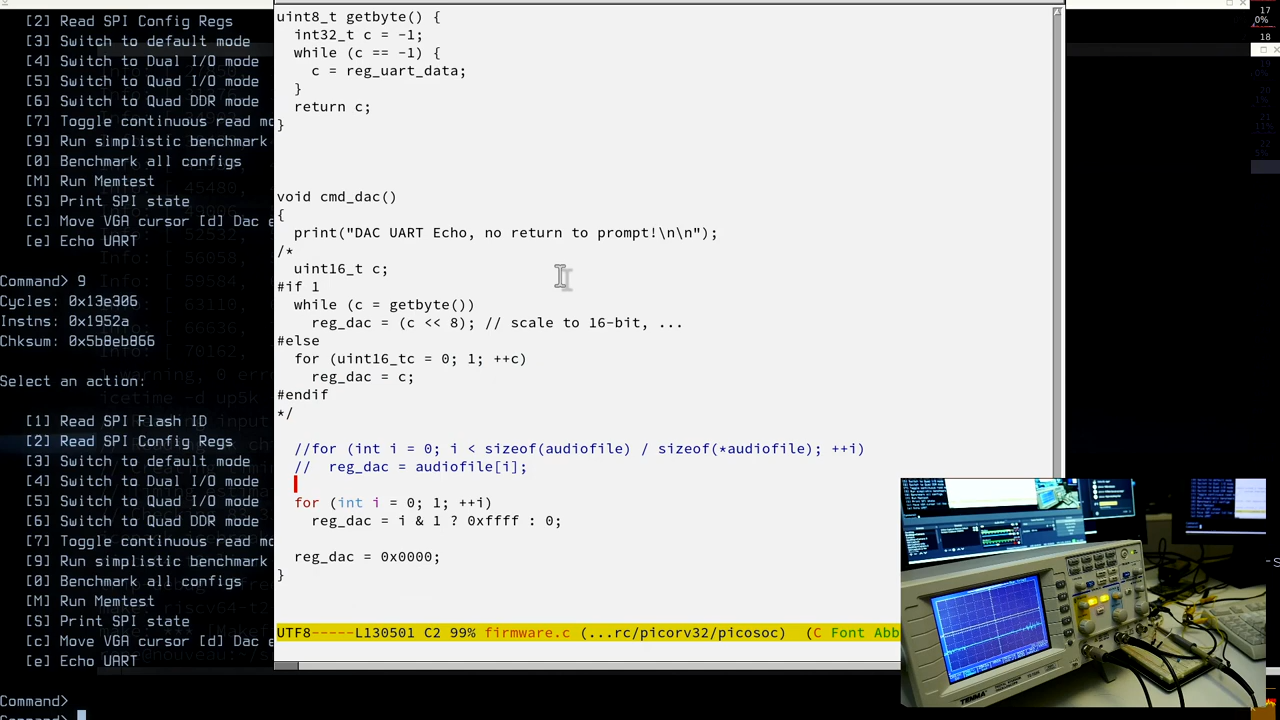 [2] Read SPI Config Regs
[3] Switch to default mode
[4] Switch to Dual I/O mode
[5] Switch to Quad I/O mode
[6] Switch to Quad DDR mode
[7] Toggle continuous read mo
[9] Run simplistic benchmark
[0] Benchmark all configs
[M] Run Memtest
[S] Print SPI state
[c] Move VGA cursor [d] Dac e
[e] Echo UART
Command> 9
Cycles: 0x13e306
Instns: 0x1952a
Chksum: 0x5b8eb866
Select an action:
[1] Read SPI Flash ID
[2] Read SPI Config Regs
[3] Switch to default mode
[4] Switch to Dual I/O mode
[5] Switch to Quad I/O mode
[6] Switch to Quad DDR mode
[7] Toggle continuous read mo
[9] Run simplistic benchmark
[0] Benchmark all configs
[M] Run Memtest
[S] Print SPI state
[c] Move VGA cursor [d] Dac e
[e] Echo UART
Command>
Command>
uint8_t getbyte() {
int32_t c = -1;
while (c == -1) {
c = reg_uart_data;
}
return c;
}
void cmd_dac()
{
print("DAC UART Echo, no return to prompt!\n\n");
/*
uint16_t c;
#if 1
while (c = getbyte())
reg_dac = (c << 8); // scale to 16-bit, ...
#else
for (uint16_tc = 0; 1; ++c)
reg_dac = c;
#endif
*/
//for (int i = 0; i < sizeof(audiofile) / sizeof(*audiofile); ++i)
//  reg_dac = audiofile[i];
for (int i = 0; 1; ++i)
reg_dac = i & 1 ? 0xffff : 0;
reg_dac = 0x0000;
}
UTF8-----L130501 C2 99% firmware.c (...rc/picorv32/picosoc) (C Font Abb
17
0%
18
TENMA